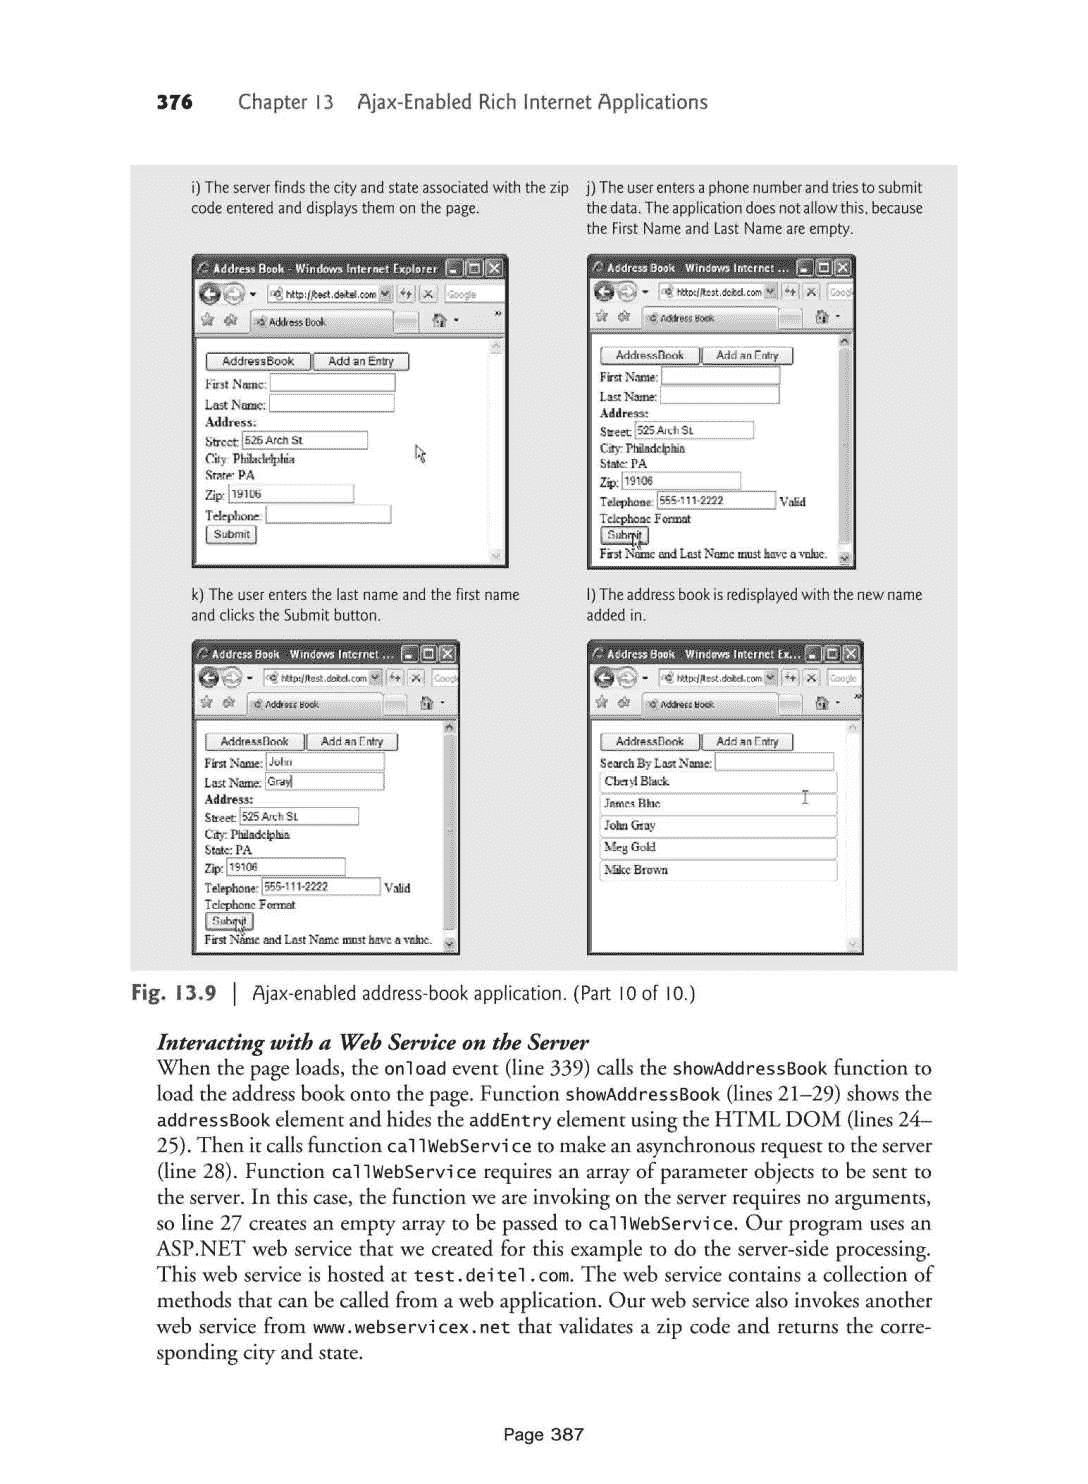 376 Chapter 13 Ajax-Enabled Rich Internet Applications
i) The server finds the city and state associated with the zip
code entered and displays them on the page.
j) The user enters a phone number and tries to submit
the data. The application does not allow this, because
the First Name and Last Name are empty.
Address Book - Windows Internet Explorer
http://test.deitel.com
Google
Address Book
AddressBook Add an Entry
First Name:
Last Name:
Address:
Street: 525 Arch St
City: Philadelphia
State: PA
Zip: 19106
Telephone:
Submit
Address Book Windows Internet ...
http://test.deitel.com
Address Book
AddressBook Add an Entry
First Name:
Last Name:
Address:
Street: 525 Arch St.
City: Philadelphia
State: PA
Zip: 19106
Telephone: 555-111-2222 Valid
Telephone Format
Submit
First Name and Last Name must have a value.
k) The user enters the last name and the first name
and clicks the Submit button.
l) The address book is redisplayed with the new name
added in.
Address Book Windows Internet ...
http://test.deitel.com
Address Book
AddressBook Add an Entry
First Name: John
Last Name: Gray
Address:
Street: 525 Arch St.
City: Philadelphia
State: PA
Zip: 19106
Telephone: 555-111-2222 Valid
Telephone Format
Submit
First Name and Last Name must have a value.
Address Book Windows Internet Ex...
http://test.deitel.com
Google
Address Book
AddressBook Add an Entry
Search By Last Name:
Cheryl Black
James Blue
John Gray
Meg Gold
Mike Brown
Fig. 13.9 | Ajax-enabled address-book application. (Part 10 of 10.)
Interacting with a Web Service on the Server
When the page loads, the onload event (line 339) calls the showAddressBook function to
load the address book onto the page. Function showAddressBook (lines 21–29) shows the
addressBook element and hides the addEntry element using the HTML DOM (lines 24–
25). Then it calls function callWebService to make an asynchronous request to the server
(line 28). Function callWebService requires an array of parameter objects to be sent to
the server. In this case, the function we are invoking on the server requires no arguments,
so line 27 creates an empty array to be passed to callWebService. Our program uses an
ASP.NET web service that we created for this example to do the server-side processing.
This web service is hosted at test.deitel.com. The web service contains a collection of
methods that can be called from a web application. Our web service also invokes another
web service from www.webservicex.net that validates a zip code and returns the corre-
sponding city and state.
Page 387